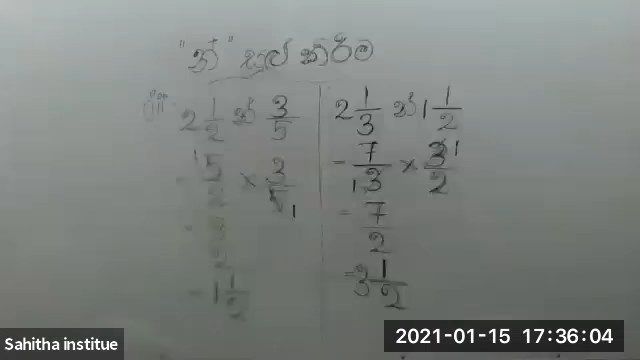 "න්" සුළු කිරීම
2 1/2 න් 3/5
= 5/2 × 3/5
= 3/2
= 1 1/2
2 1/3 න් 1 1/2
= 7/3 × 3/2
= 7/2
= 3 1/2
Sahitha institue
2021-01-15 17:36:04